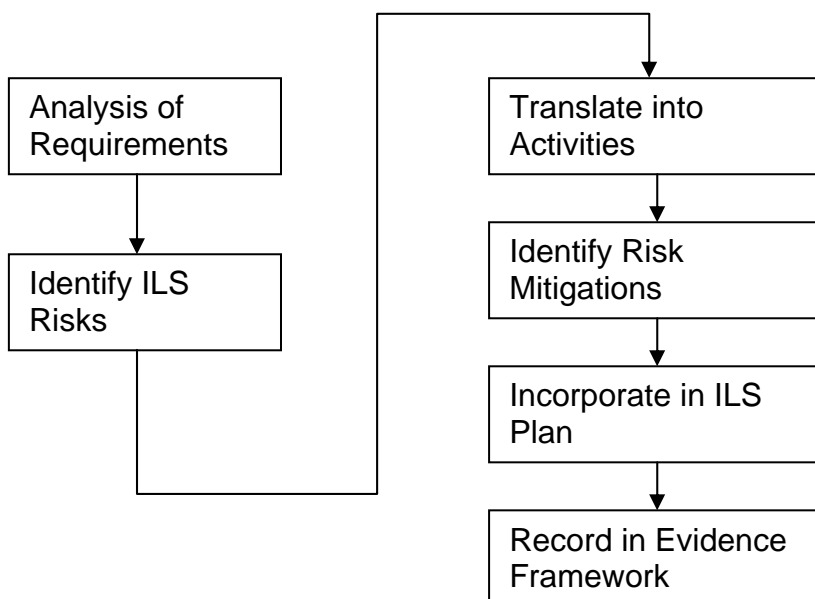 Analysis of
Requirements
Identify ILS
Risks
Translate into
Activities
Identify Risk
Mitigations
Incorporate in ILS
Plan
Record in Evidence
Framework